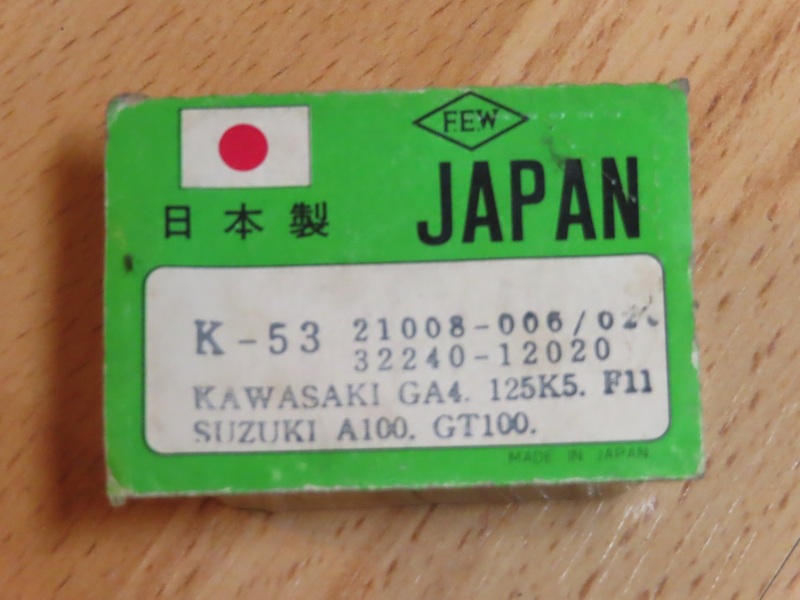 F.E.W
日本製
JAPAN
K-53
21008-006/02
32240-12020
KAWASAKI GA4. 125K5. F11
SUZUKI A100. GT100.
MADE IN JAPAN